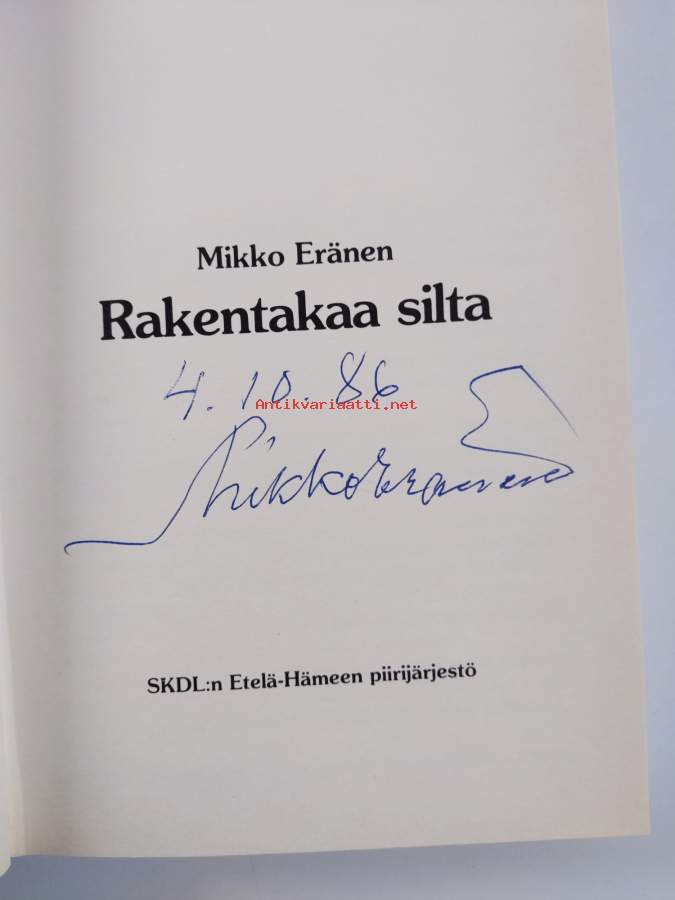 Mikko Eränen
Rakentakaa silta
4.10.86
Antikvariaatti.net
Mikko Eränen
SKDL:n Etelä-Hämeen piirijärjestö